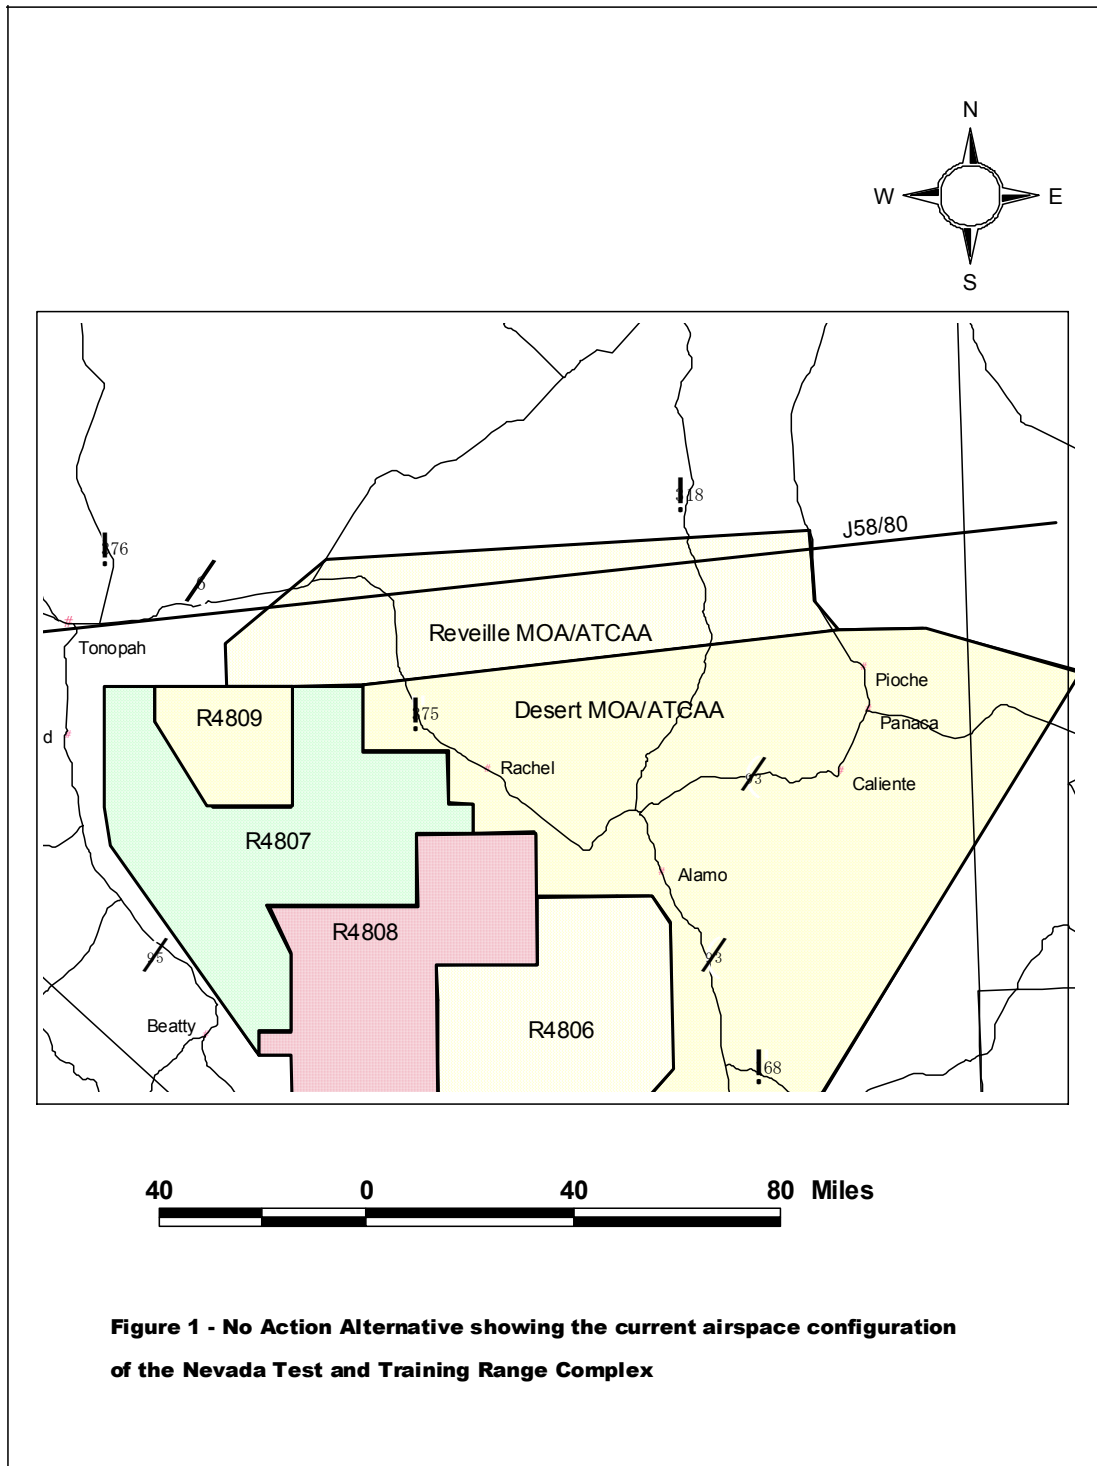 N
W E
S
318
J58/80
376
6
Reveille MOA/ATCAA
Tonopah
Pioche
R4809
375
Desert MOA/ATCAA
Panaca
d
Rachel
93
Caliente
R4807
Alamo
R4808
95
93
Beatty
R4806
68
40 0 40 80 Miles
Figure 1 - No Action Alternative showing the current airspace configuration
of the Nevada Test and Training Range Complex